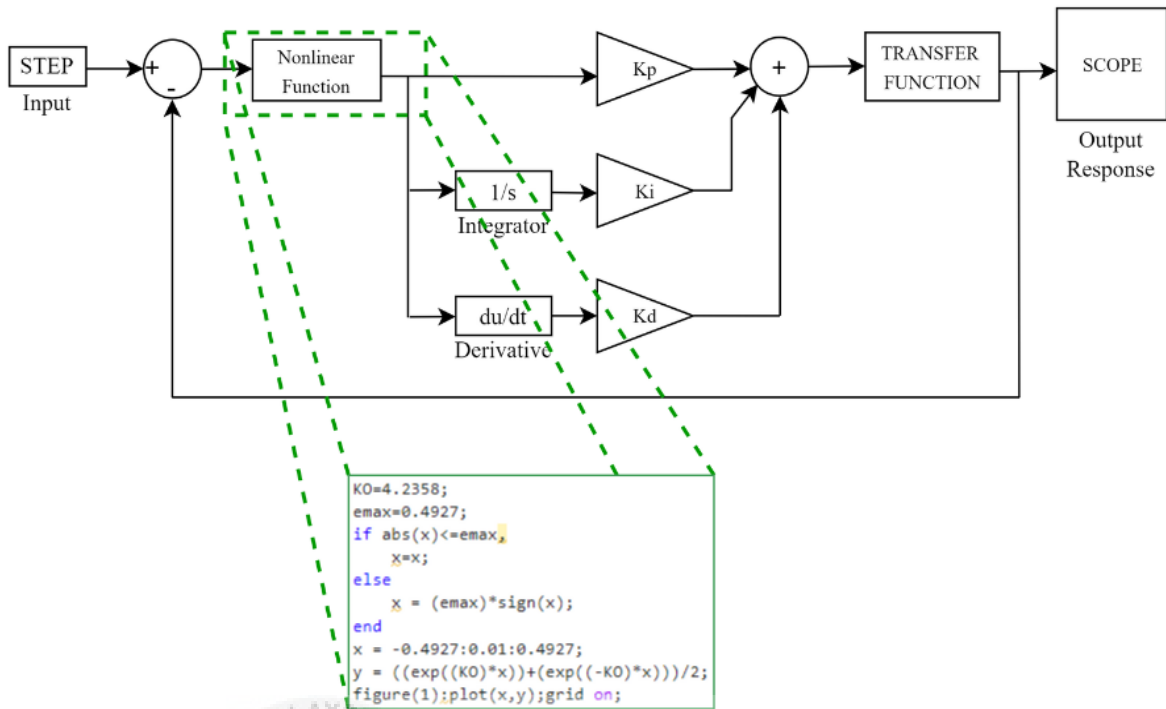 STEP
Input
+
-
Nonlinear
Function
Kp
+
TRANSFER
FUNCTION
SCOPE
Output
Response
1/s
Integrator
Ki
du/dt
Derivative
Kd
KO=4.2358;
emax=0.4927;
if abs(x)<=emax,
x=x;
else
x = (emax)*sign(x);
end
x = -0.4927:0.01:0.4927;
y = ((exp((KO)*x))+(exp((-KO)*x)))/2;
figure(1);plot(x,y);grid on;